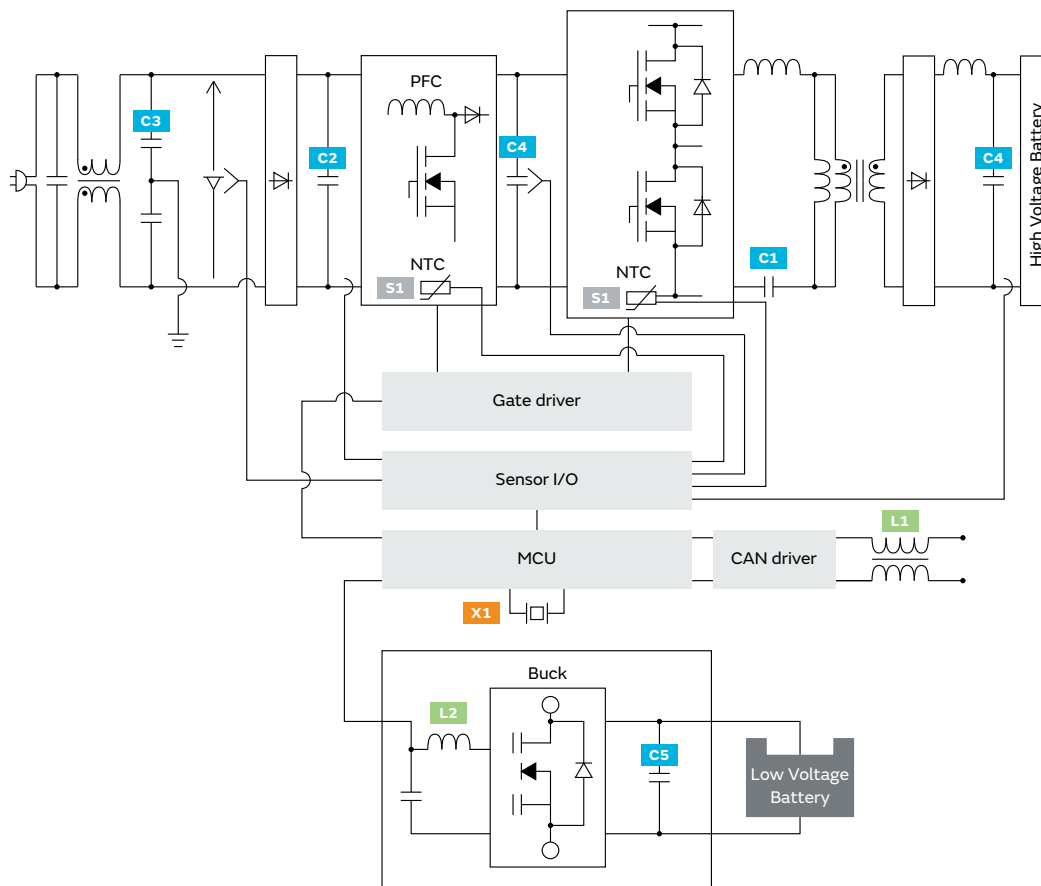 PFC
C3
C2
C4
C4
High Voltage Battery
C1
NTC
S1
NTC
S1
Gate driver
Sensor I/O
L1
MCU
CAN driver
X1
Buck
L2
C5
Low Voltage
Battery